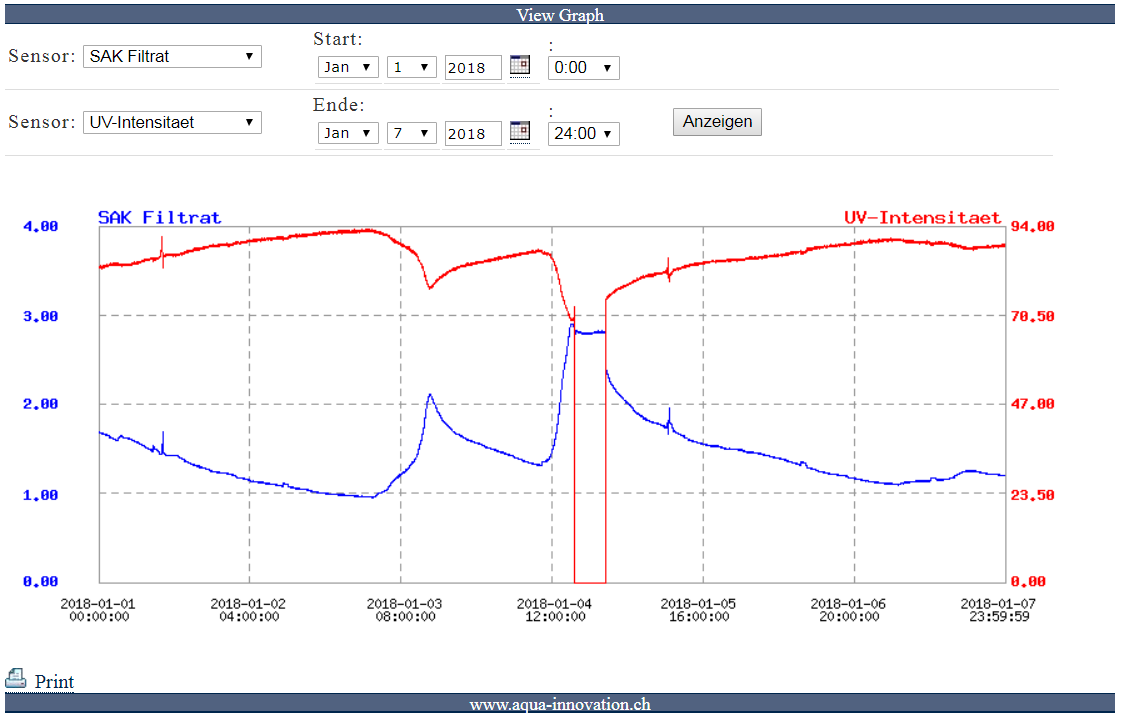 View Graph
Start:
Sensor: SAK Filtrat Jan 1 2018 : 0:00
Ende:
Sensor: UV-Intensitaet Jan 7 2018 : 24:00 Anzeigen
SAK Filtrat UV-Intensitaet
4.00 94.00
3.00 70.50
2.00 47.00
1.00 23.50
0.00 0.00
2018-01-01 2018-01-02 2018-01-03 2018-01-04 2018-01-05 2018-01-06 2018-01-07
00:00:00 04:00:00 08:00:00 12:00:00 16:00:00 20:00:00 23:59:59
Print
www.aqua-innovation.ch